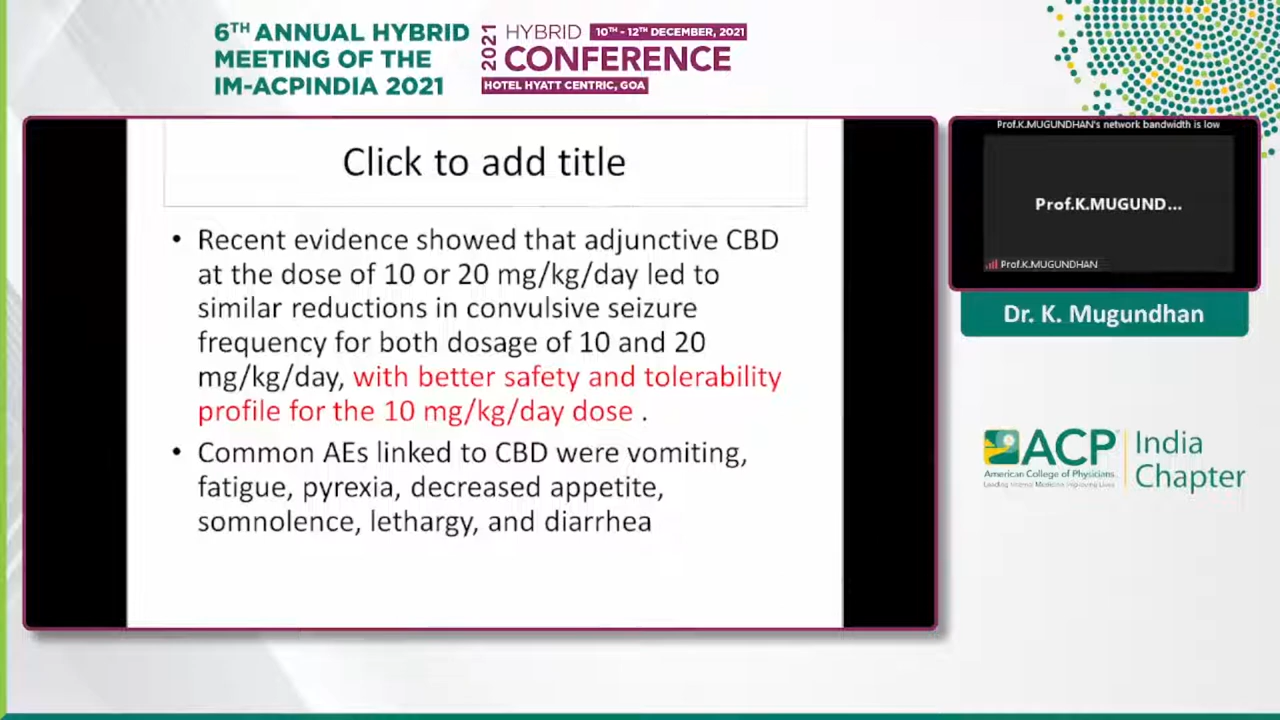 6TH ANNUAL HYBRID
MEETING OF THE
IM-ACPINDIA 2021
2021
HYBRID 10TH - 12TH DECEMBER, 2021
CONFERENCE
HOTEL HYATT CENTRIC, GOA
Click to add title
• Recent evidence showed that adjunctive CBD
at the dose of 10 or 20 mg/kg/day led to
similar reductions in convulsive seizure
frequency for both dosage of 10 and 20
mg/kg/day, with better safety and tolerability
profile for the 10 mg/kg/day dose .
• Common AEs linked to CBD were vomiting,
fatigue, pyrexia, decreased appetite,
somnolence, lethargy, and diarrhea
Prof.K.MUGUNDHAN's network bandwidth is low
Prof.K.MUGUND...
Prof.K.MUGUNDHAN
Dr. K. Mugundhan
ACP India
American College of Physicians Chapter
Leading Internal Medicine, Improving Lives